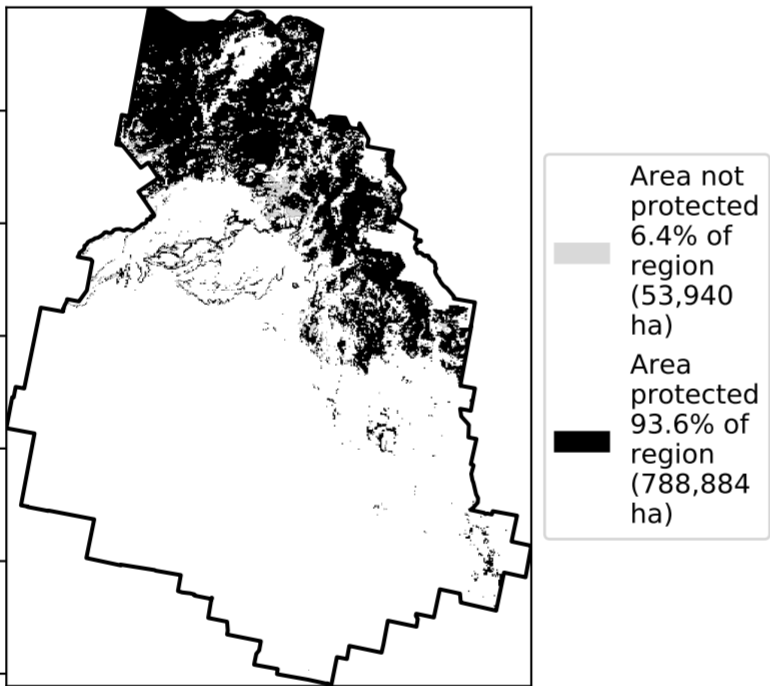 Area not
protected
6.4% of
region
(53,940
ha)
Area
protected
93.6% of
region
(788,884
ha)